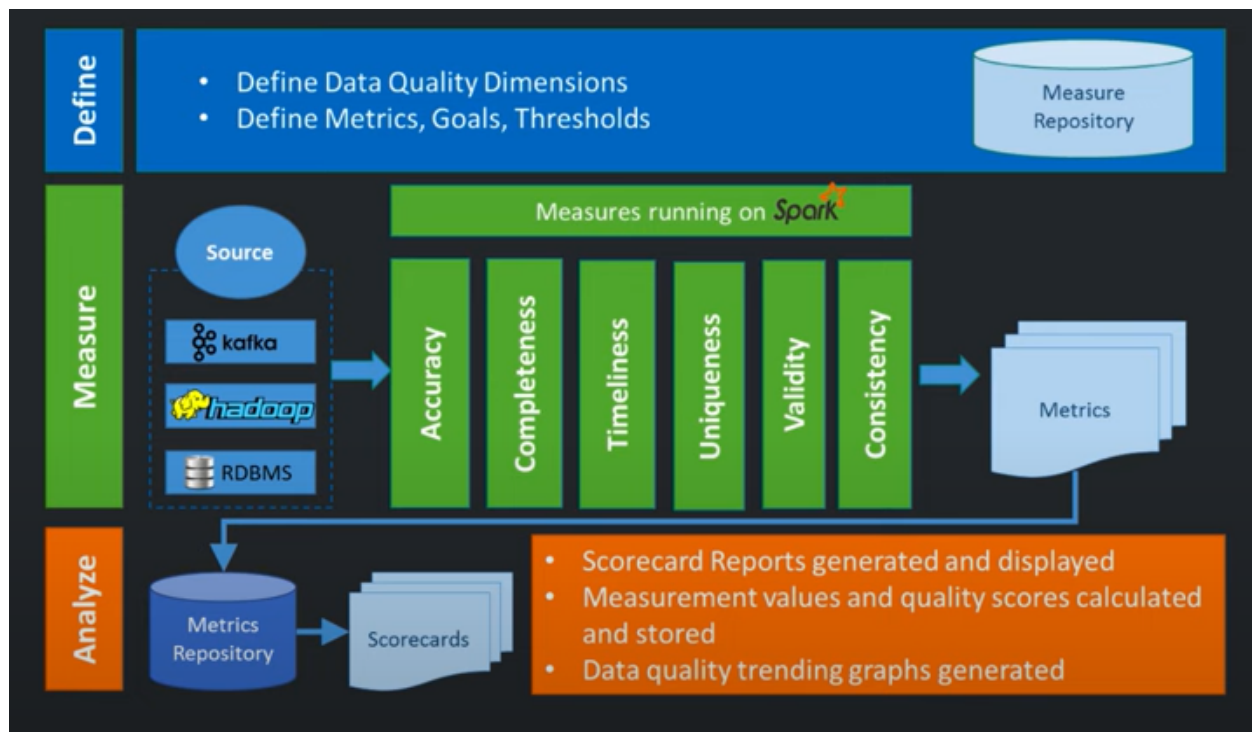 Define
• Define Data Quality Dimensions
• Define Metrics, Goals, Thresholds
Measure
Repository
Measure
Source
kafka
hadoop
RDBMS
Measures running on Spark
Accuracy
Completeness
Timeliness
Uniqueness
Validity
Consistency
Metrics
Analyze
Metrics
Repository
Scorecards
• Scorecard Reports generated and displayed
• Measurement values and quality scores calculated
and stored
• Data quality trending graphs generated